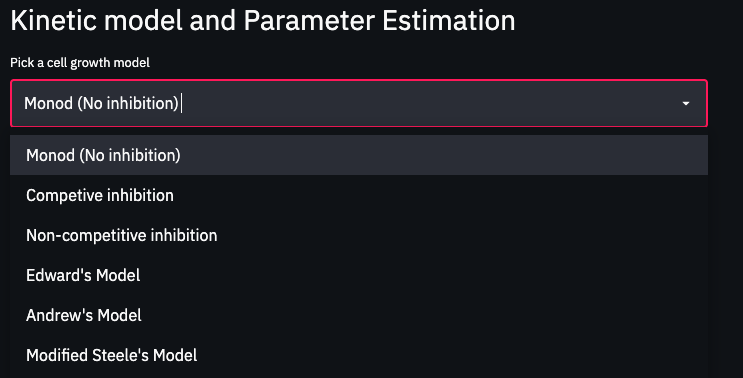 Kinetic model and Parameter Estimation
Pick a cell growth model
Monod (No inhibition)
Monod (No inhibition)
Competive inhibition
Non-competitive inhibition
Edward's Model
Andrew's Model
Modified Steele's Model